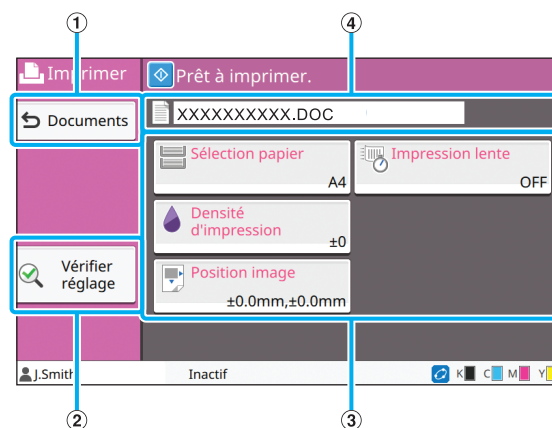 ① ④
Imprimer Prêt à imprimer.
Documents XXXXXXXXXX.DOC
Sélection papier
A4
Impression lente
OFF
Densité
d'impression
±0
Vérifier
réglage
Position image
±0.0mm,±0.0mm
J.Smith Inactif K C M Y
② ③